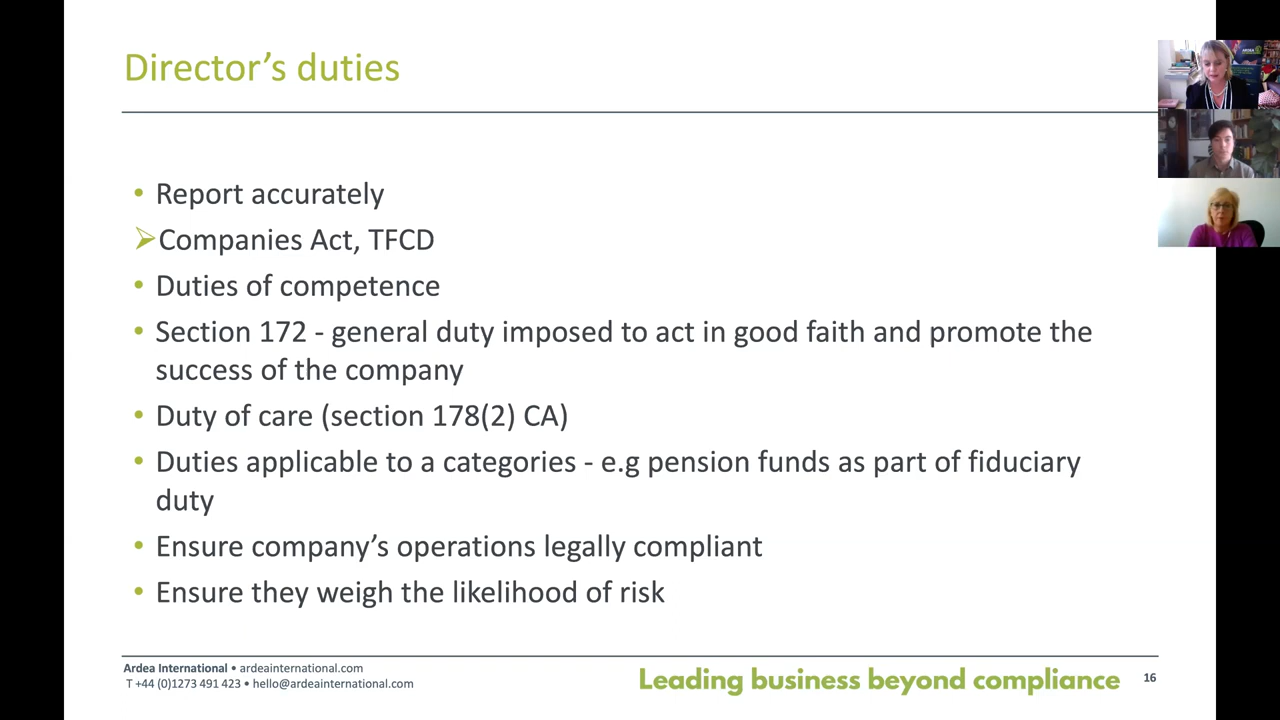 Director’s duties
• Report accurately
➢Companies Act, TFCD
• Duties of competence
• Section 172 - general duty imposed to act in good faith and promote the
success of the company
• Duty of care (section 178(2) CA)
• Duties applicable to a categories - e.g pension funds as part of fiduciary
duty
• Ensure company’s operations legally compliant
• Ensure they weigh the likelihood of risk
Ardea International • ardeainternational.com
T +44 (0)1273 491 423 • hello@ardeainternational.com
Leading business beyond compliance
16